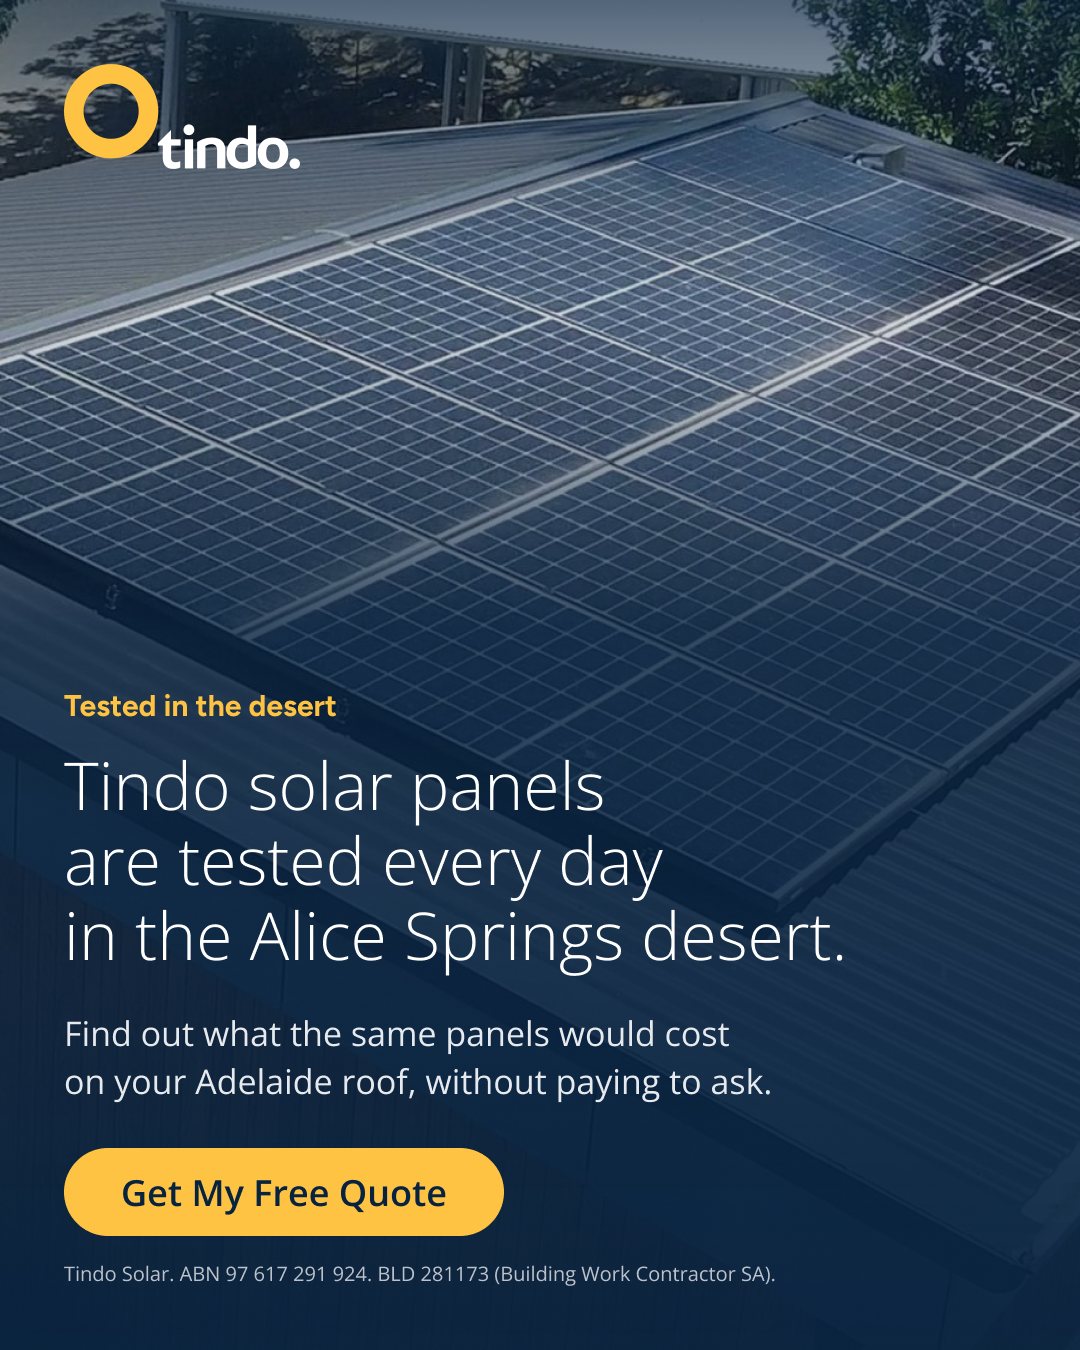 tindo.
Tested in the desert
Tindo solar panels
are tested every day
in the Alice Springs desert.
Find out what the same panels would cost
on your Adelaide roof, without paying to ask.
Get My Free Quote
Tindo Solar. ABN 97 617 291 924. BLD 281173 (Building Work Contractor SA).